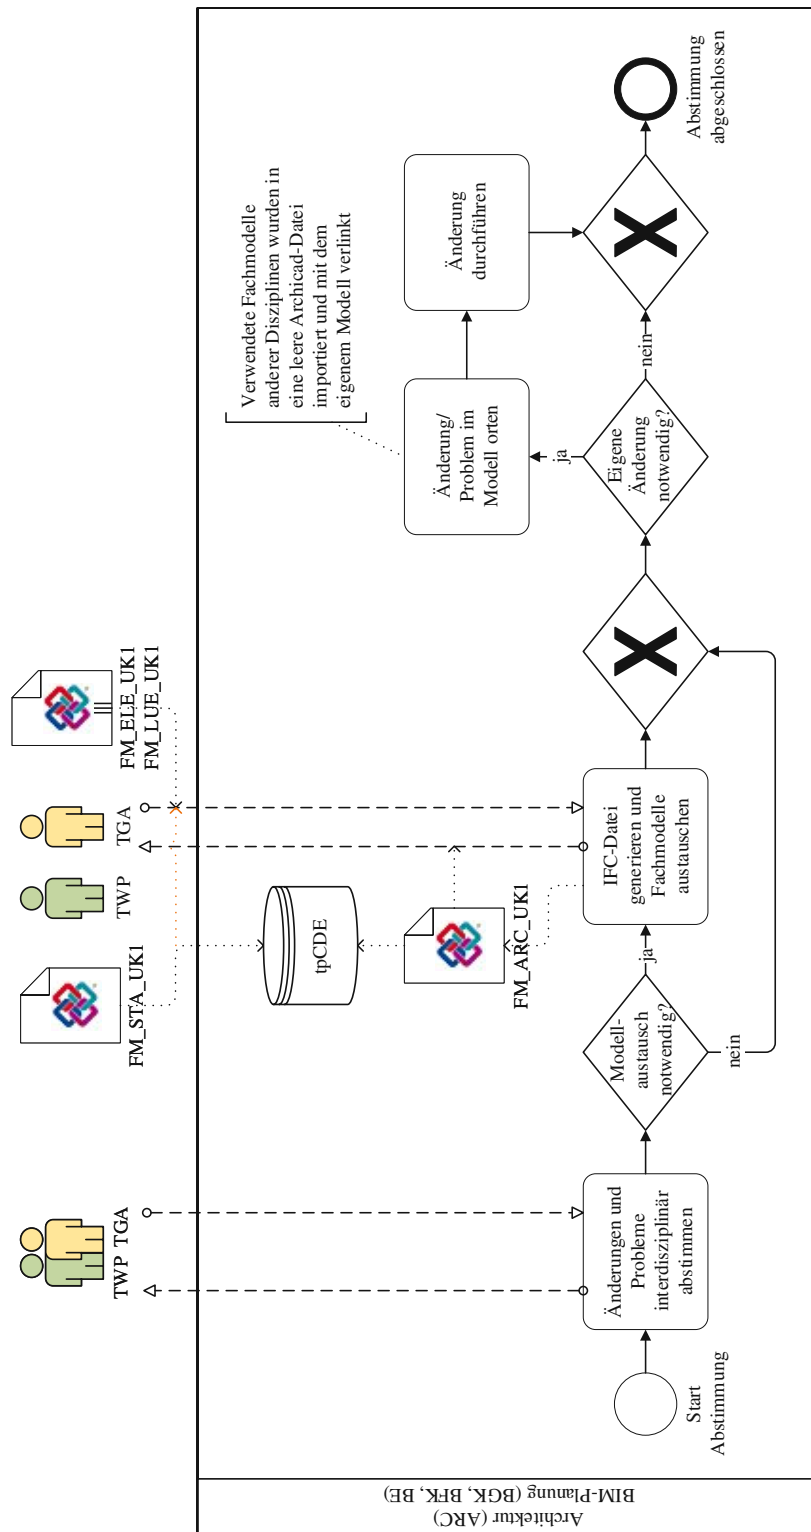 Architektur (ARC)
BIM-Planung (BGK, BFK, BE)
Start
Abstimmung
TWP TGA
Änderungen und
Probleme
interdisziplinär
abstimmen
Modell-
austausch
notwendig?
ja
nein
FM_STA_UK1
TWP
TGA
FM_ELE_UK1
FM_LUE_UK1
tpCDE
FM_ARC_UK1
IFC-Datei
generieren und
Fachmodelle
austauschen
X
Eigene
Änderung
notwendig?
ja
nein
Änderung/
Problem im
Modell orten
Verwendete Fachmodelle
anderer Disziplinen wurden in
eine leere Archicad-Datei
importiert und mit dem
eigenem Modell verlinkt
Änderung
durchführen
X
Abstimmung
abgeschlossen